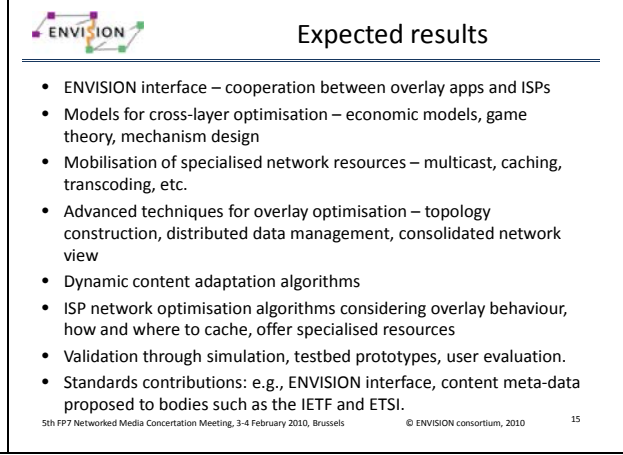 ENVISION
Expected results
• ENVISION interface – cooperation between overlay apps and ISPs
• Models for cross-layer optimisation – economic models, game
theory, mechanism design
• Mobilisation of specialised network resources – multicast, caching,
transcoding, etc.
• Advanced techniques for overlay optimisation – topology
construction, distributed data management, consolidated network
view
• Dynamic content adaptation algorithms
• ISP network optimisation algorithms considering overlay behaviour,
how and where to cache, offer specialised resources
• Validation through simulation, testbed prototypes, user evaluation.
• Standards contributions: e.g., ENVISION interface, content meta-data
proposed to bodies such as the IETF and ETSI.
5th FP7 Networked Media Concertation Meeting, 3-4 February 2010, Brussels © ENVISION consortium, 2010 15